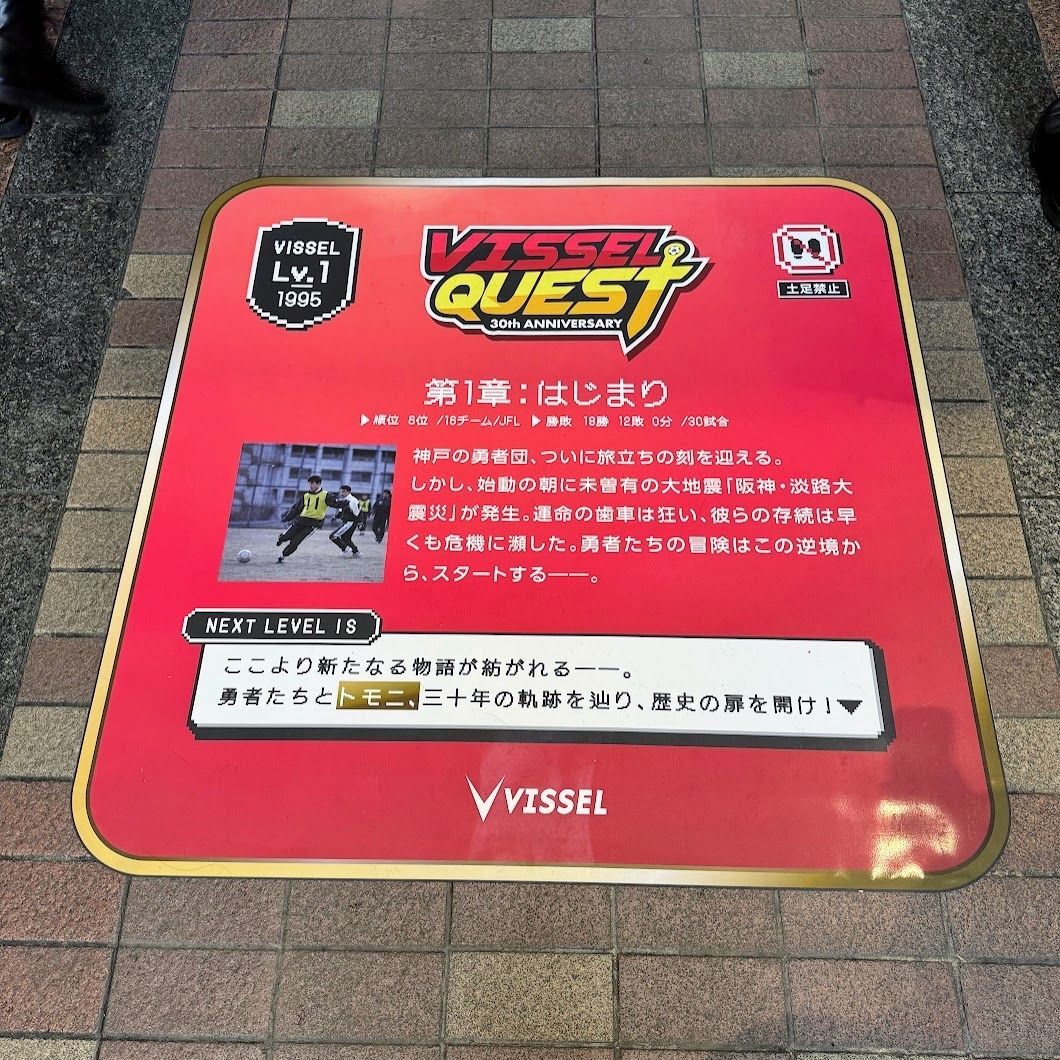 VISSEL
Lv.1
1995
VISSEL
QUEST
30th ANNIVERSARY
土足禁止
第1章:はじまり
▶順位 6位 /16チーム/JFL ▶勝敗 18勝 12敗 0分 /30試合
神戸の勇者団、ついに旅立ちの刻を迎える。
しかし、始動の朝に未曽有の大地震「阪神・淡路大
震災」が発生。運命の歯車は狂い、彼らの存続は早
くも危機に瀕した。勇者たちの冒険はこの逆境か
ら、スタートする——。
NEXT LEVEL IS
ここより新たなる物語が紡がれる——。
勇者たちとトモニ、三十年の軌跡を辿り、歴史の扉を開け!▼
VISSEL